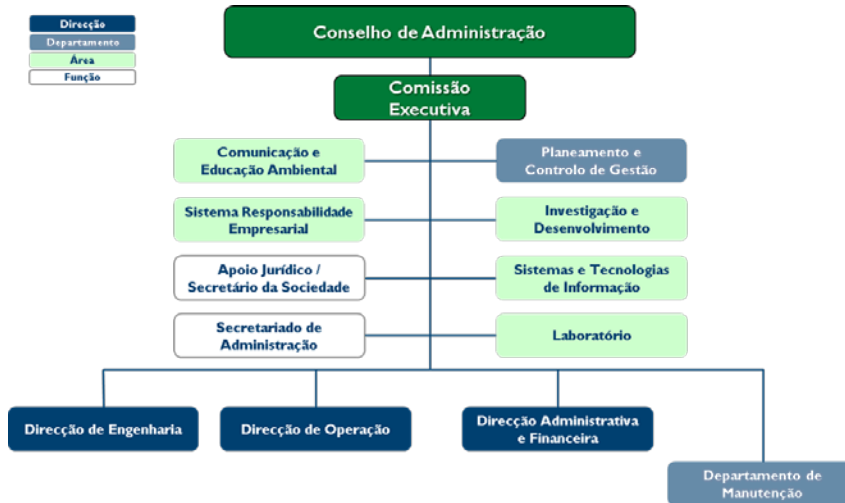 Direcção
Departamento
Área
Função
Conselho de Administração
Comissão
Executiva
Comunicação e
Educação Ambiental
Planeamento e
Controlo de Gestão
Sistema Responsabilidade
Empresarial
Investigação e
Desenvolvimento
Apoio Jurídico /
Secretário da Sociedade
Sistemas e Tecnologias
de Informação
Secretariado de
Administração
Laboratório
Direcção de Engenharia
Direcção de Operação
Direcção Administrativa
e Financeira
Departamento de
Manutenção